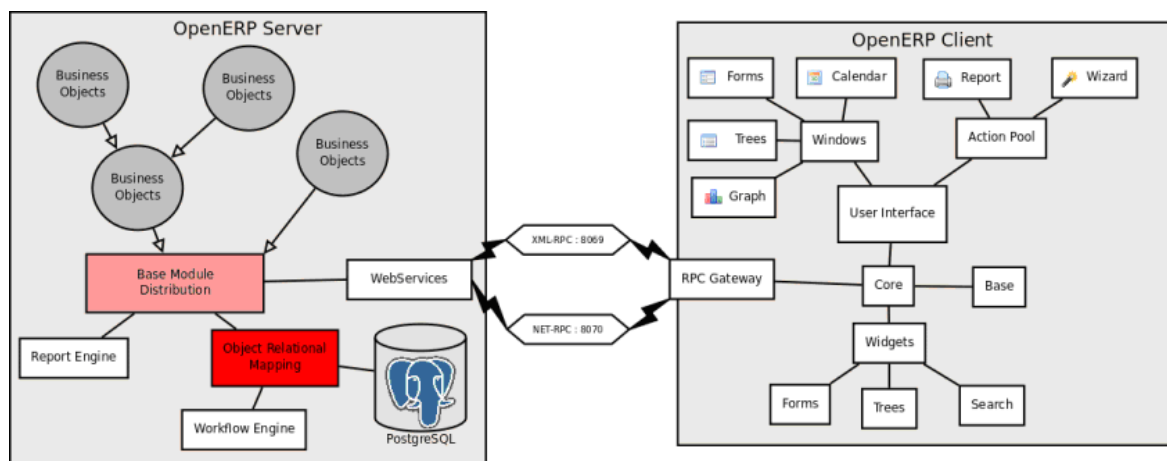 OpenERP Server
Business
Objects
Business
Objects
Business
Objects
Business
Objects
Base Module
Distribution
WebServices
Report Engine
Object Relational
Mapping
Workflow Engine
PostgreSQL
XML-RPC : 8069
NET-RPC : 8070
OpenERP Client
Forms
Calendar
Report
Wizard
Trees
Windows
Action Pool
Graph
User Interface
RPC Gateway
Core
Base
Widgets
Forms
Trees
Search